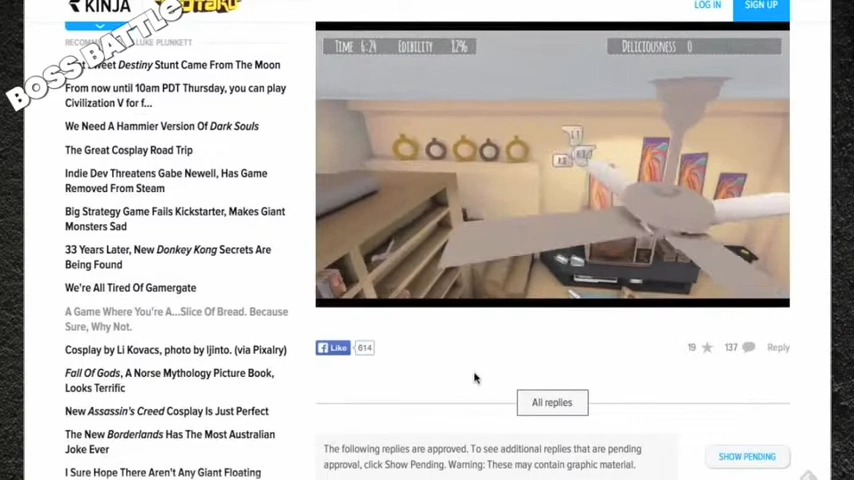 KINJA
LOG IN
SIGN UP
BOSS BATTLE
LUKE PLUNKETT
Sweet Destiny Stunt Came From The Moon
From now until 10am PDT Thursday, you can play
Civilization V for f...
We Need A Hammier Version Of Dark Souls
The Great Cosplay Road Trip
Indie Dev Threatens Gabe Newell, Has Game
Removed From Steam
Big Strategy Game Fails Kickstarter, Makes Giant
Monsters Sad
33 Years Later, New Donkey Kong Secrets Are
Being Found
We're All Tired Of Gamergate
A Game Where You're A...Slice Of Bread. Because
Sure, Why Not.
Cosplay by Li Kovacs, photo by Ijinto. (via Pixalry)
Fall Of Gods, A Norse Mythology Picture Book,
Looks Terrific
New Assassin's Creed Cosplay Is Just Perfect
The New Borderlands Has The Most Australian
Joke Ever
I Sure Hope There Aren't Any Giant Floating
TIME 6:24 EDIBILITY 12%
DELICIOUSNESS 0
Like 614
19 137 Reply
All replies
The following replies are approved. To see additional replies that are pending
approval, click Show Pending. Warning: These may contain graphic material.
SHOW PENDING